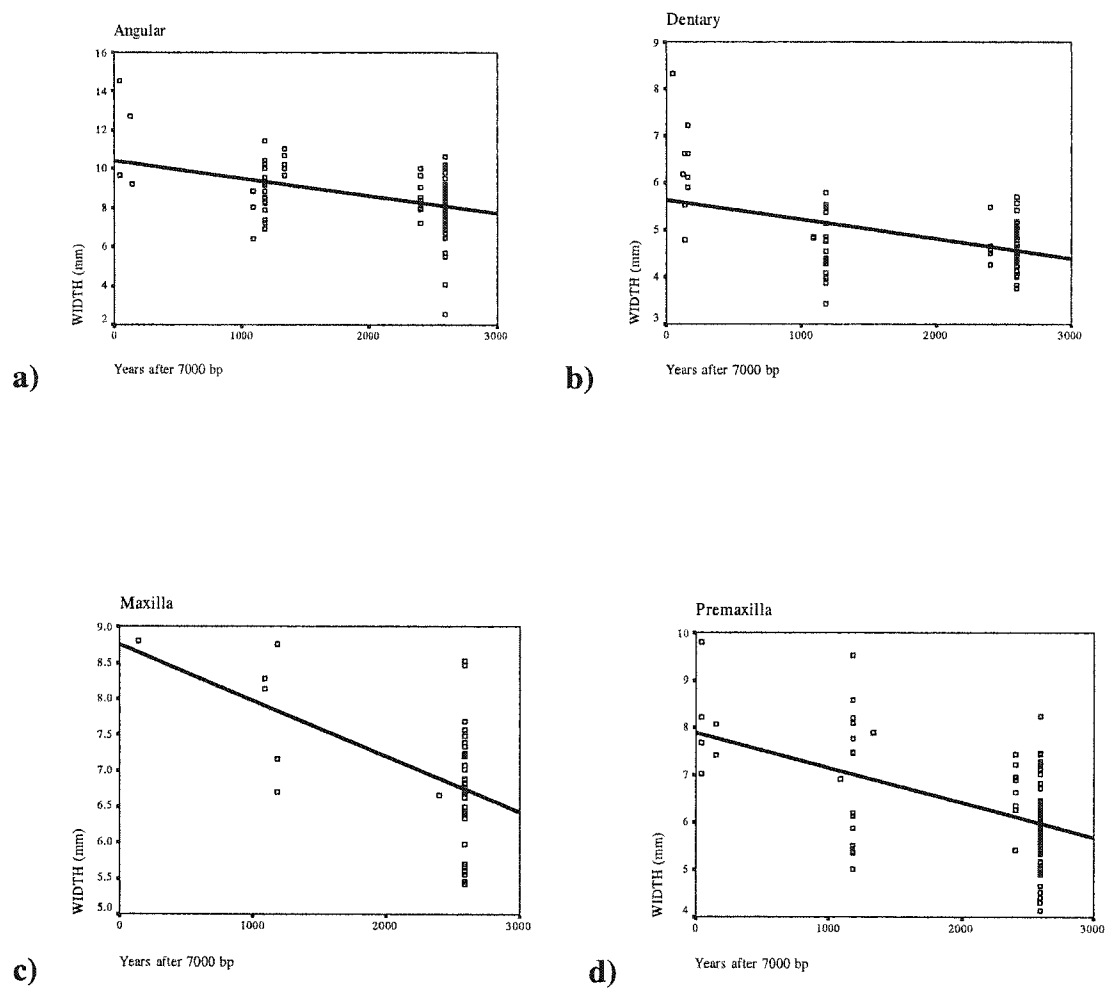 Angular
16
14
12
10
8
6
4
2
WIDTH (mm)
0 1000 2000 3000
Years after 7000 bp
a)
Dentary
9
8
7
6
5
4
3
WIDTH (mm)
0 1000 2000 3000
Years after 7000 bp
b)
Maxilla
9.0
8.5
8.0
7.5
7.0
6.5
6.0
5.5
5.0
WIDTH (mm)
0 1000 2000 3000
Years after 7000 bp
c)
Premaxilla
10
9
8
7
6
5
4
WIDTH (mm)
0 1000 2000 3000
Years after 7000 bp
d)